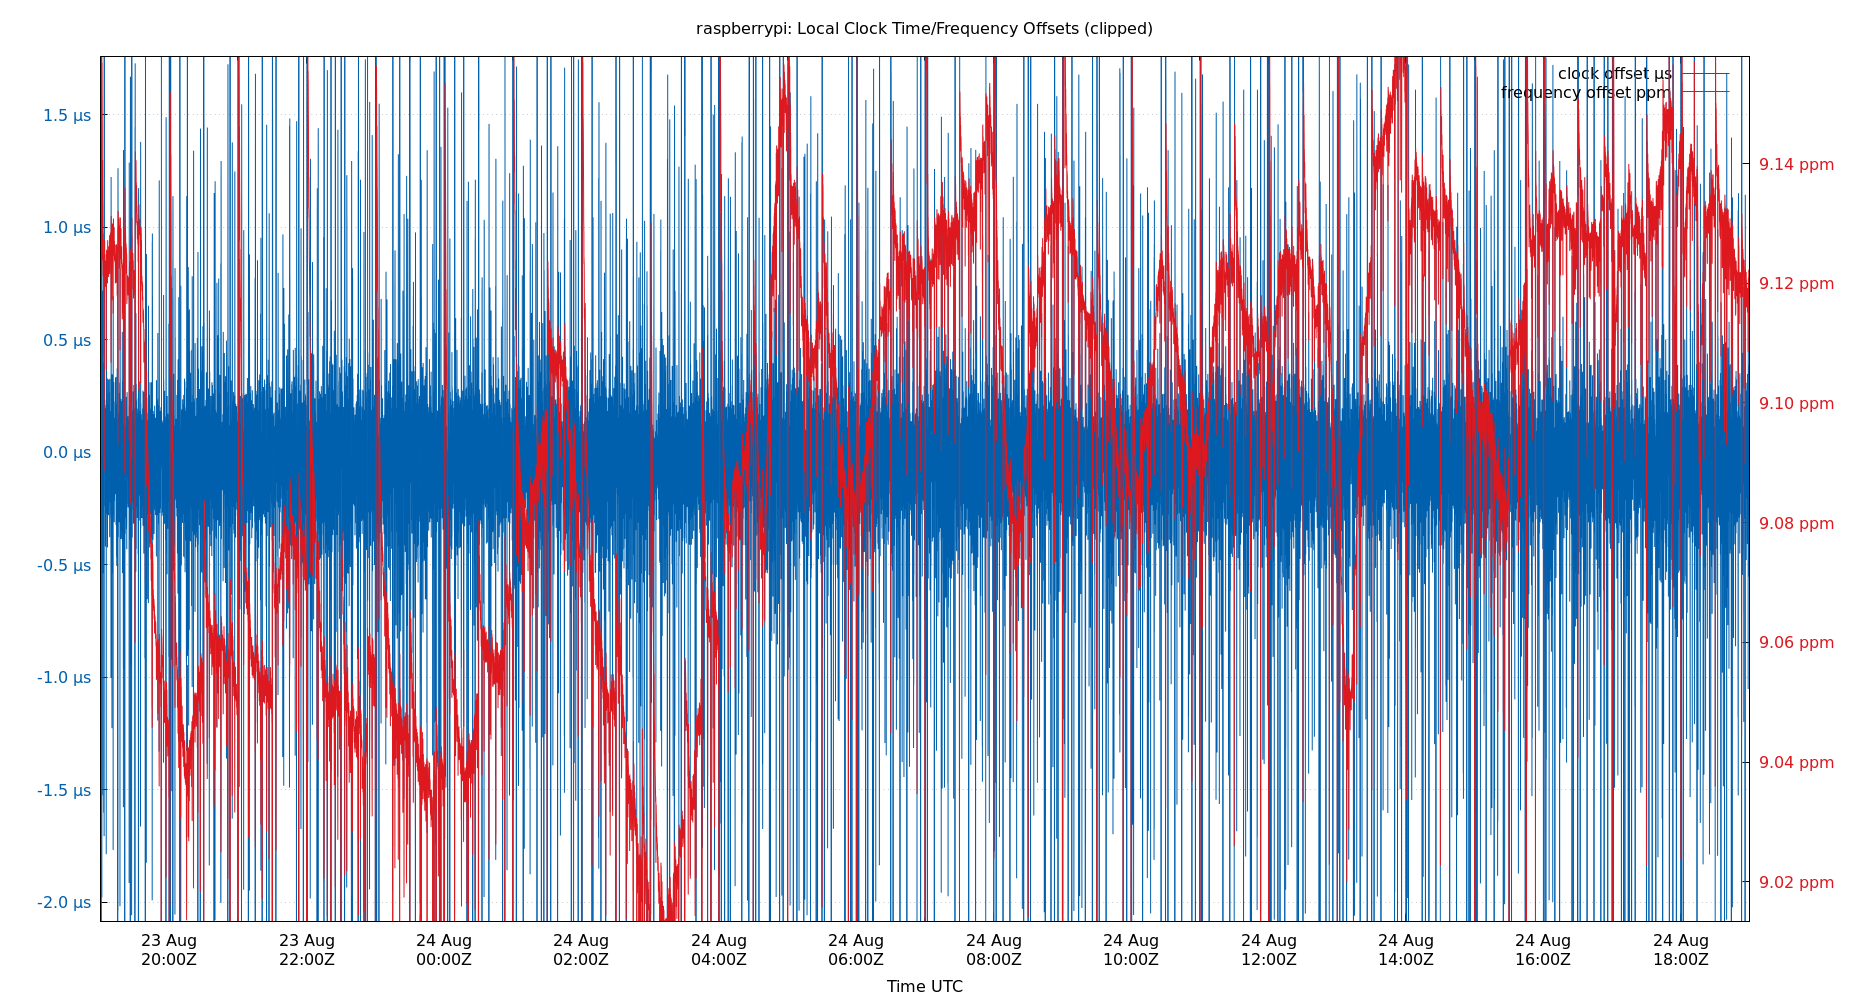 raspberrypi: Local Clock Time/Frequency Offsets (clipped)
clock offset µs
frequency offset ppm
1.5 µs
1.0 µs
0.5 µs
0.0 µs
-0.5 µs
-1.0 µs
-1.5 µs
-2.0 µs
9.14 ppm
9.12 ppm
9.10 ppm
9.08 ppm
9.06 ppm
9.04 ppm
9.02 ppm
23 Aug
20:00Z
23 Aug
22:00Z
24 Aug
00:00Z
24 Aug
02:00Z
24 Aug
04:00Z
24 Aug
06:00Z
24 Aug
08:00Z
24 Aug
10:00Z
24 Aug
12:00Z
24 Aug
14:00Z
24 Aug
16:00Z
24 Aug
18:00Z
Time UTC